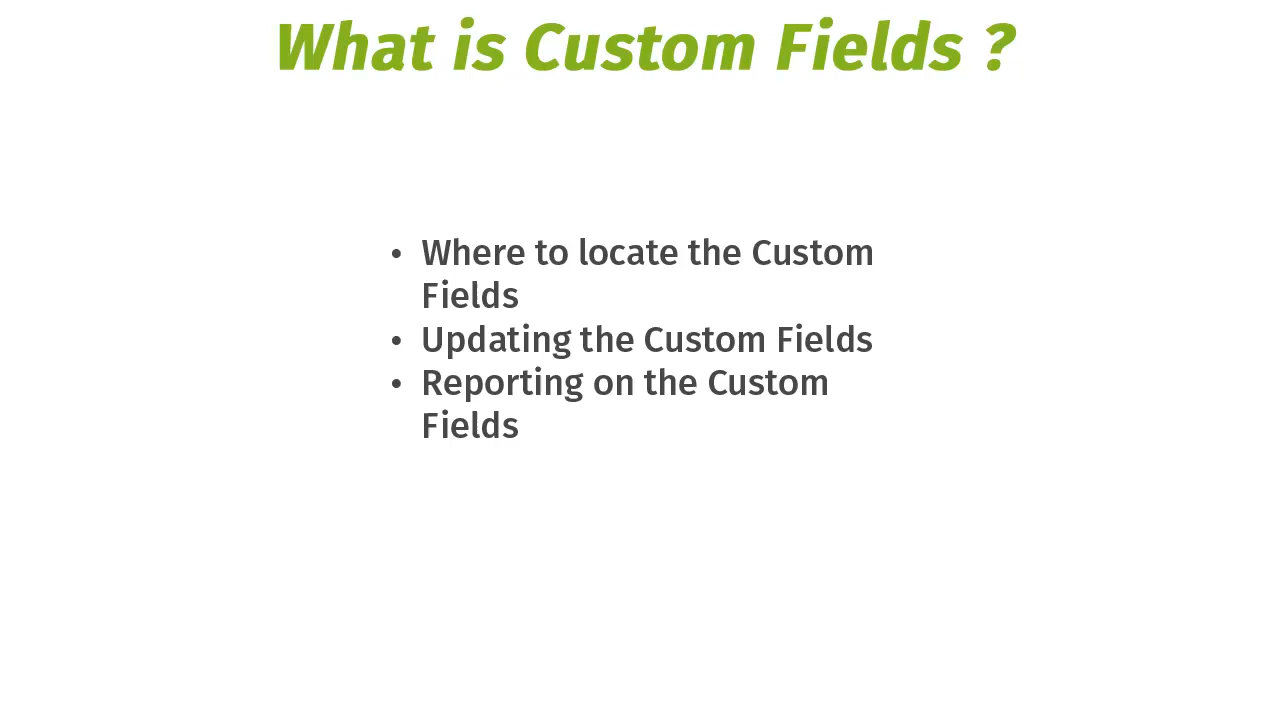 What is Custom Fields ?
• Where to locate the Custom
Fields
• Updating the Custom Fields
• Reporting on the Custom
Fields